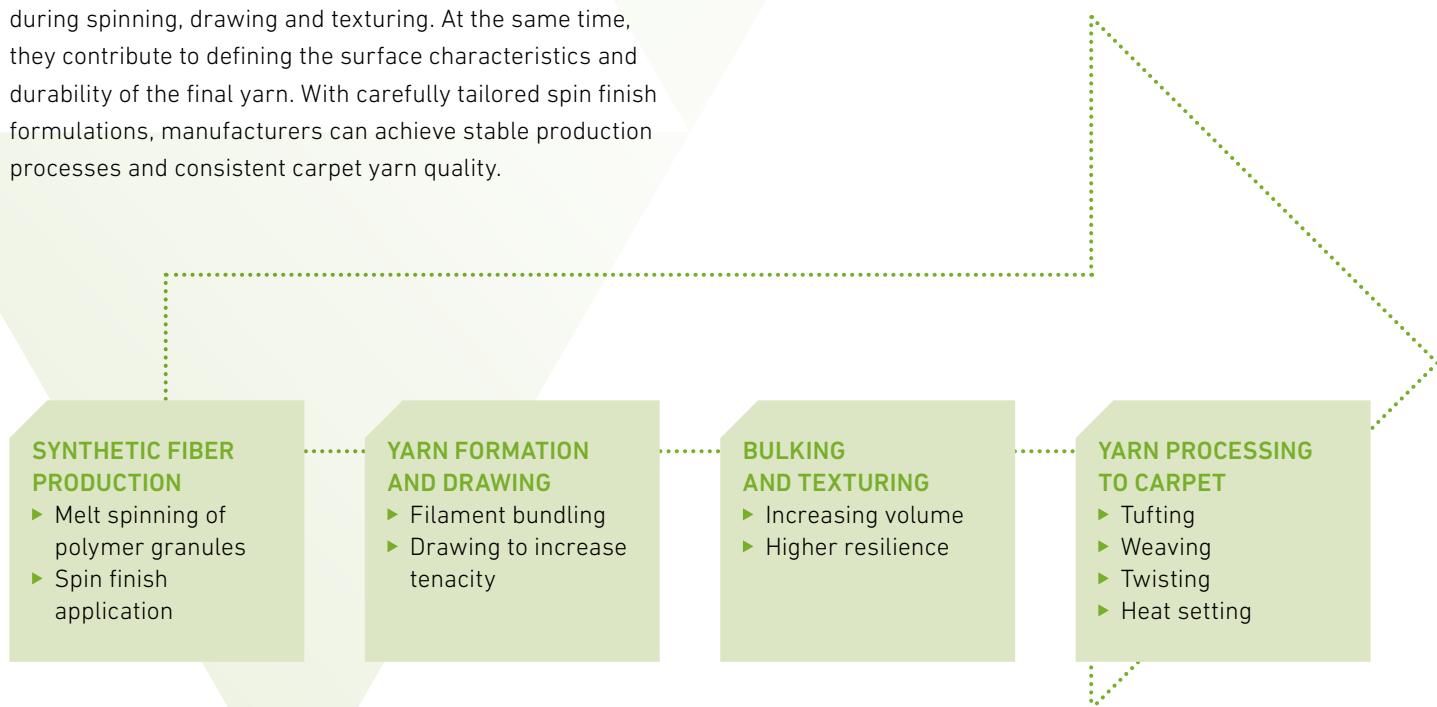 during spinning, drawing and texturing. At the same time,
they contribute to defining the surface characteristics and
durability of the final yarn. With carefully tailored spin finish
formulations, manufacturers can achieve stable production
processes and consistent carpet yarn quality.
SYNTHETIC FIBER
PRODUCTION
▸ Melt spinning of
polymer granules
▸ Spin finish
application
YARN FORMATION
AND DRAWING
▸ Filament bundling
▸ Drawing to increase
tenacity
BULKING
AND TEXTURING
▸ Increasing volume
▸ Higher resilience
YARN PROCESSING
TO CARPET
▸ Tufting
▸ Weaving
▸ Twisting
▸ Heat setting